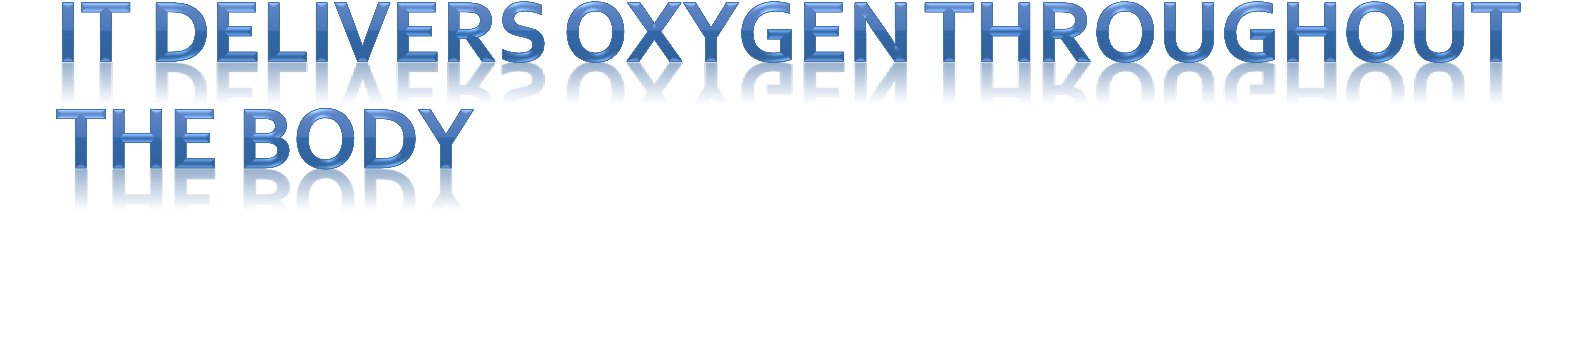 IT DELIVERS OXYGEN THROUGHOUT
THE BODY